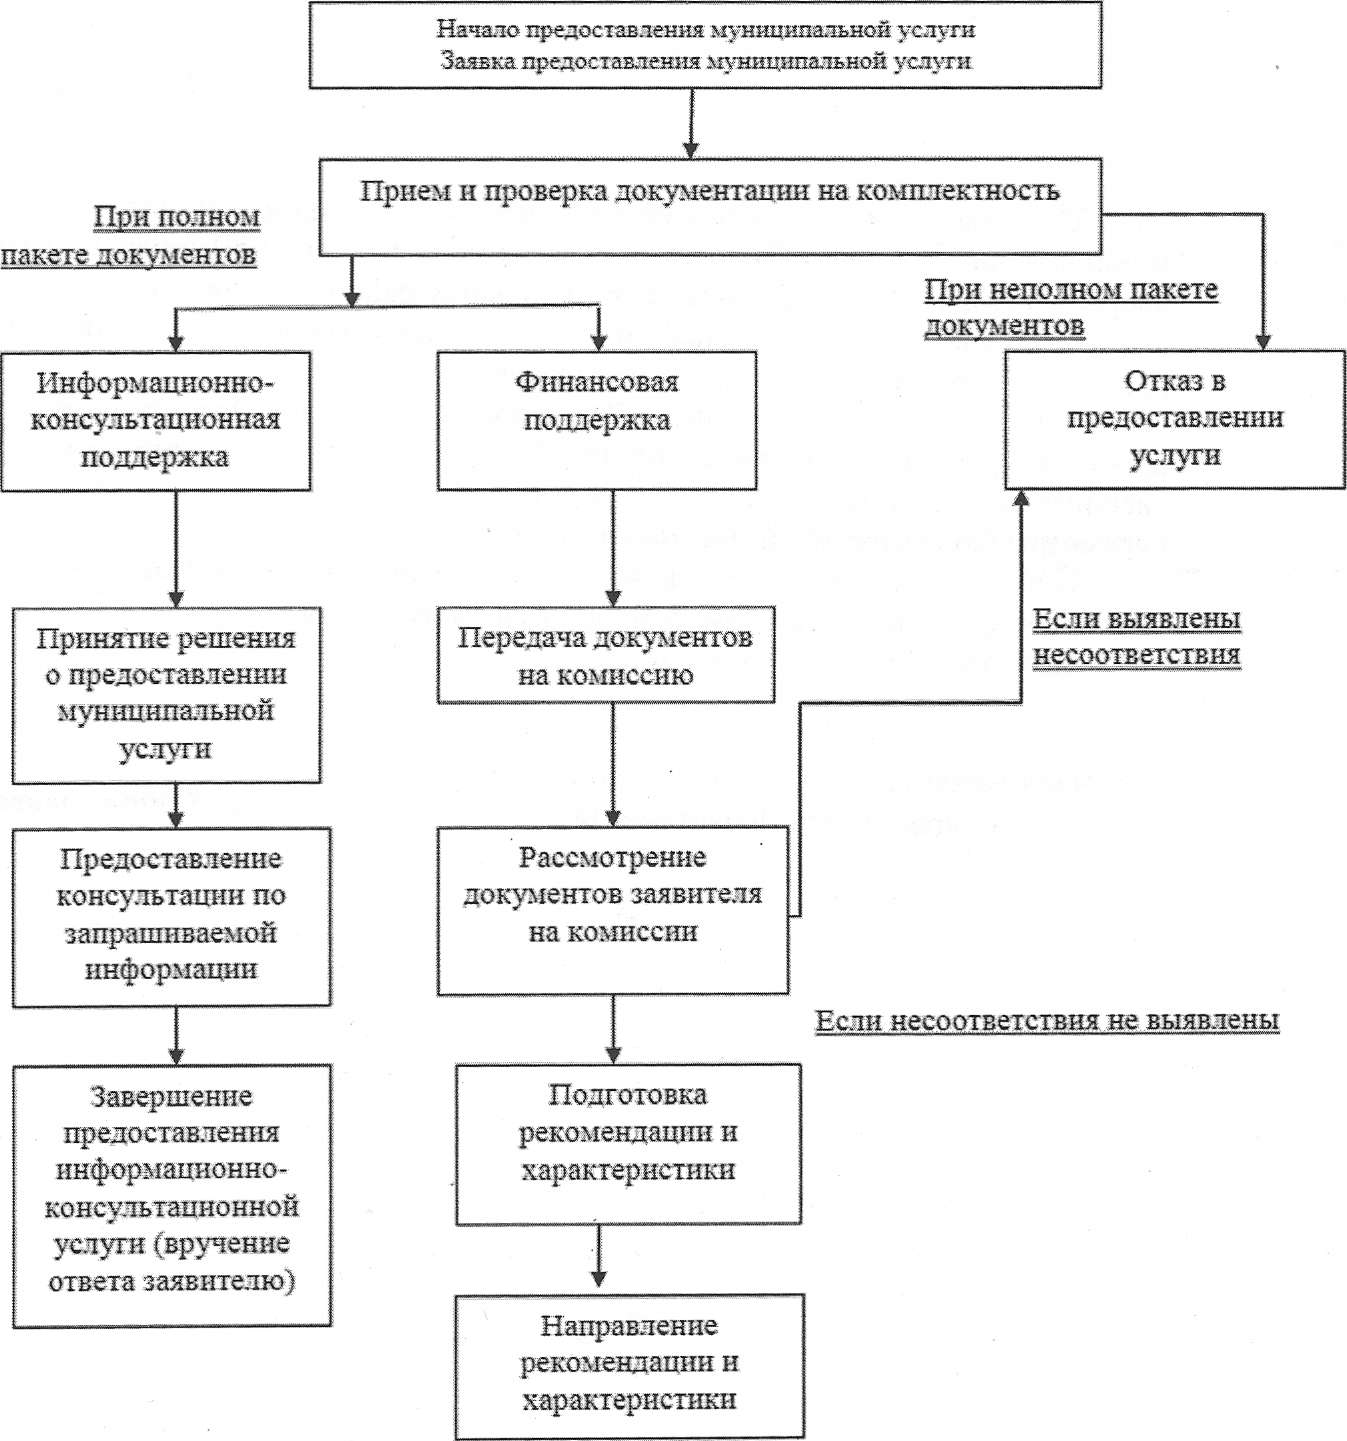 Начало предоставления муниципальной услуги
Заявка предоставления муниципальной услуги
Прием и проверка документации на комплектность
При полном
пакете документов
При неполном пакете
документов
Информационно-
консультационная
поддержка
Финансовая
поддержка
Отказ в
предоставлении
услуги
Принятие решения
о предоставлении
муниципальной
услуги
Передача документов
на комиссию
Если выявлены
несоответствия
Предоставление
консультации по
запрашиваемой
информации
Рассмотрение
документов заявителя
на комиссии
Если несоответствия не выявлены
Завершение
предоставления
информационно-
консультационной
услуги (вручение
ответа заявителю)
Подготовка
рекомендации и
характеристики
Направление
рекомендации и
характеристики